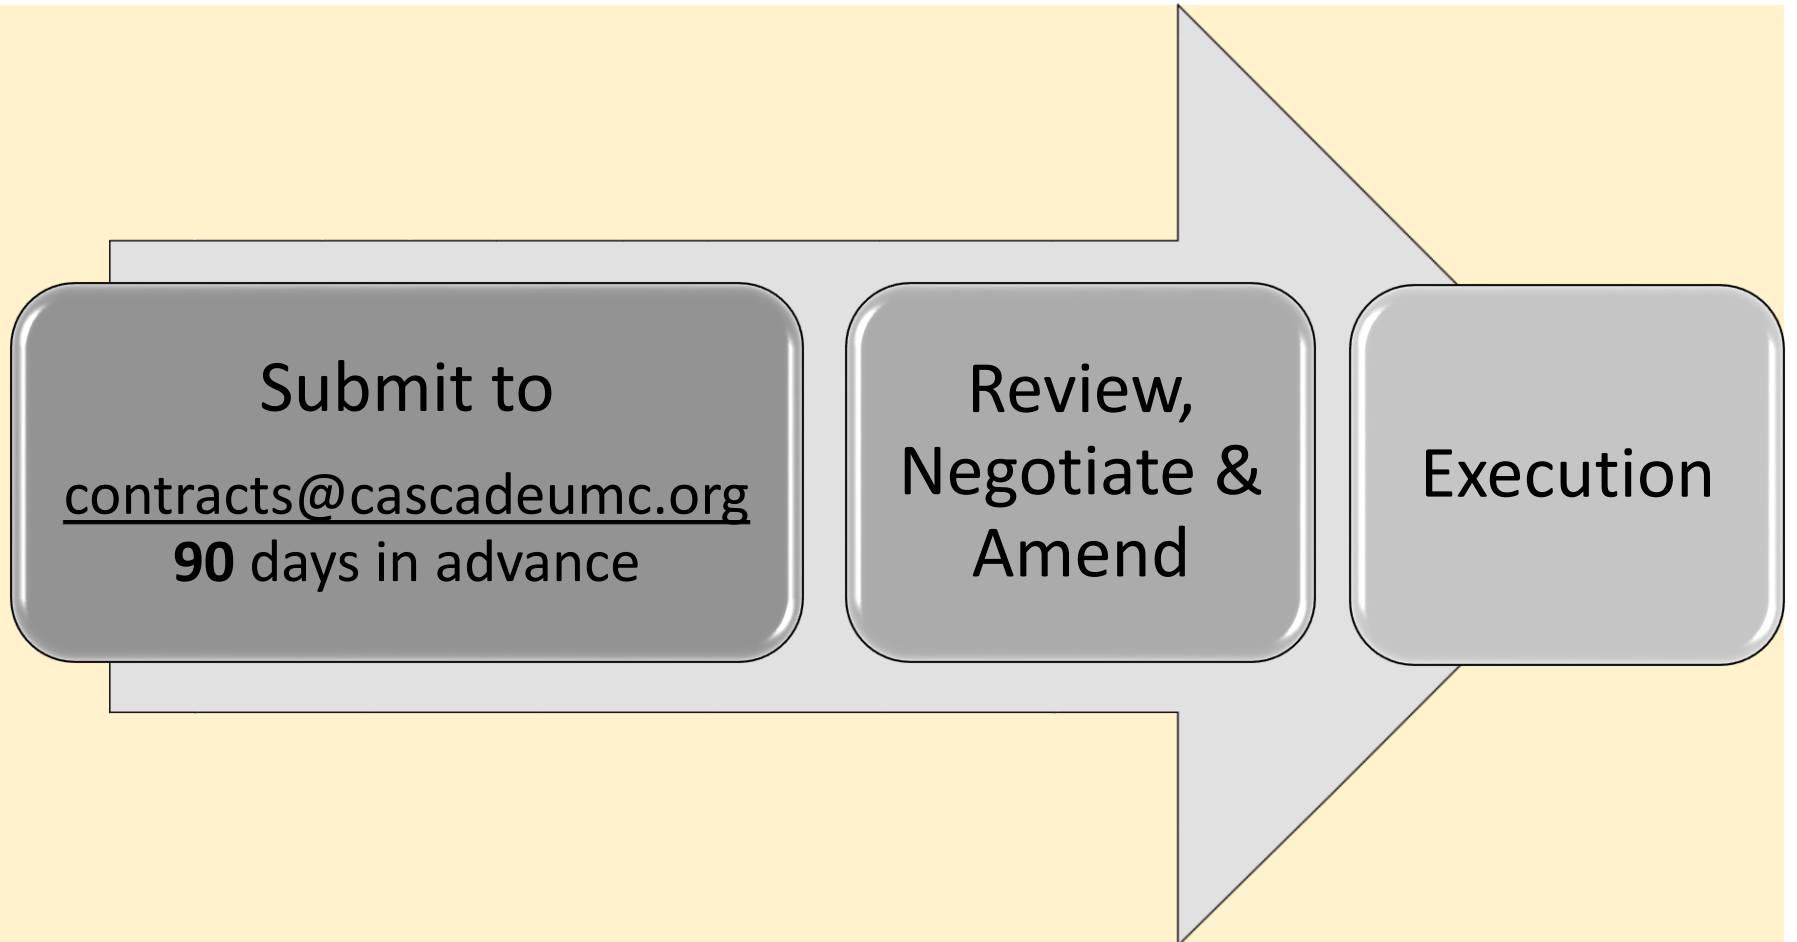 Submit to
contracts@cascadeumc.org
90 days in advance
Review,
Negotiate &
Amend
Execution